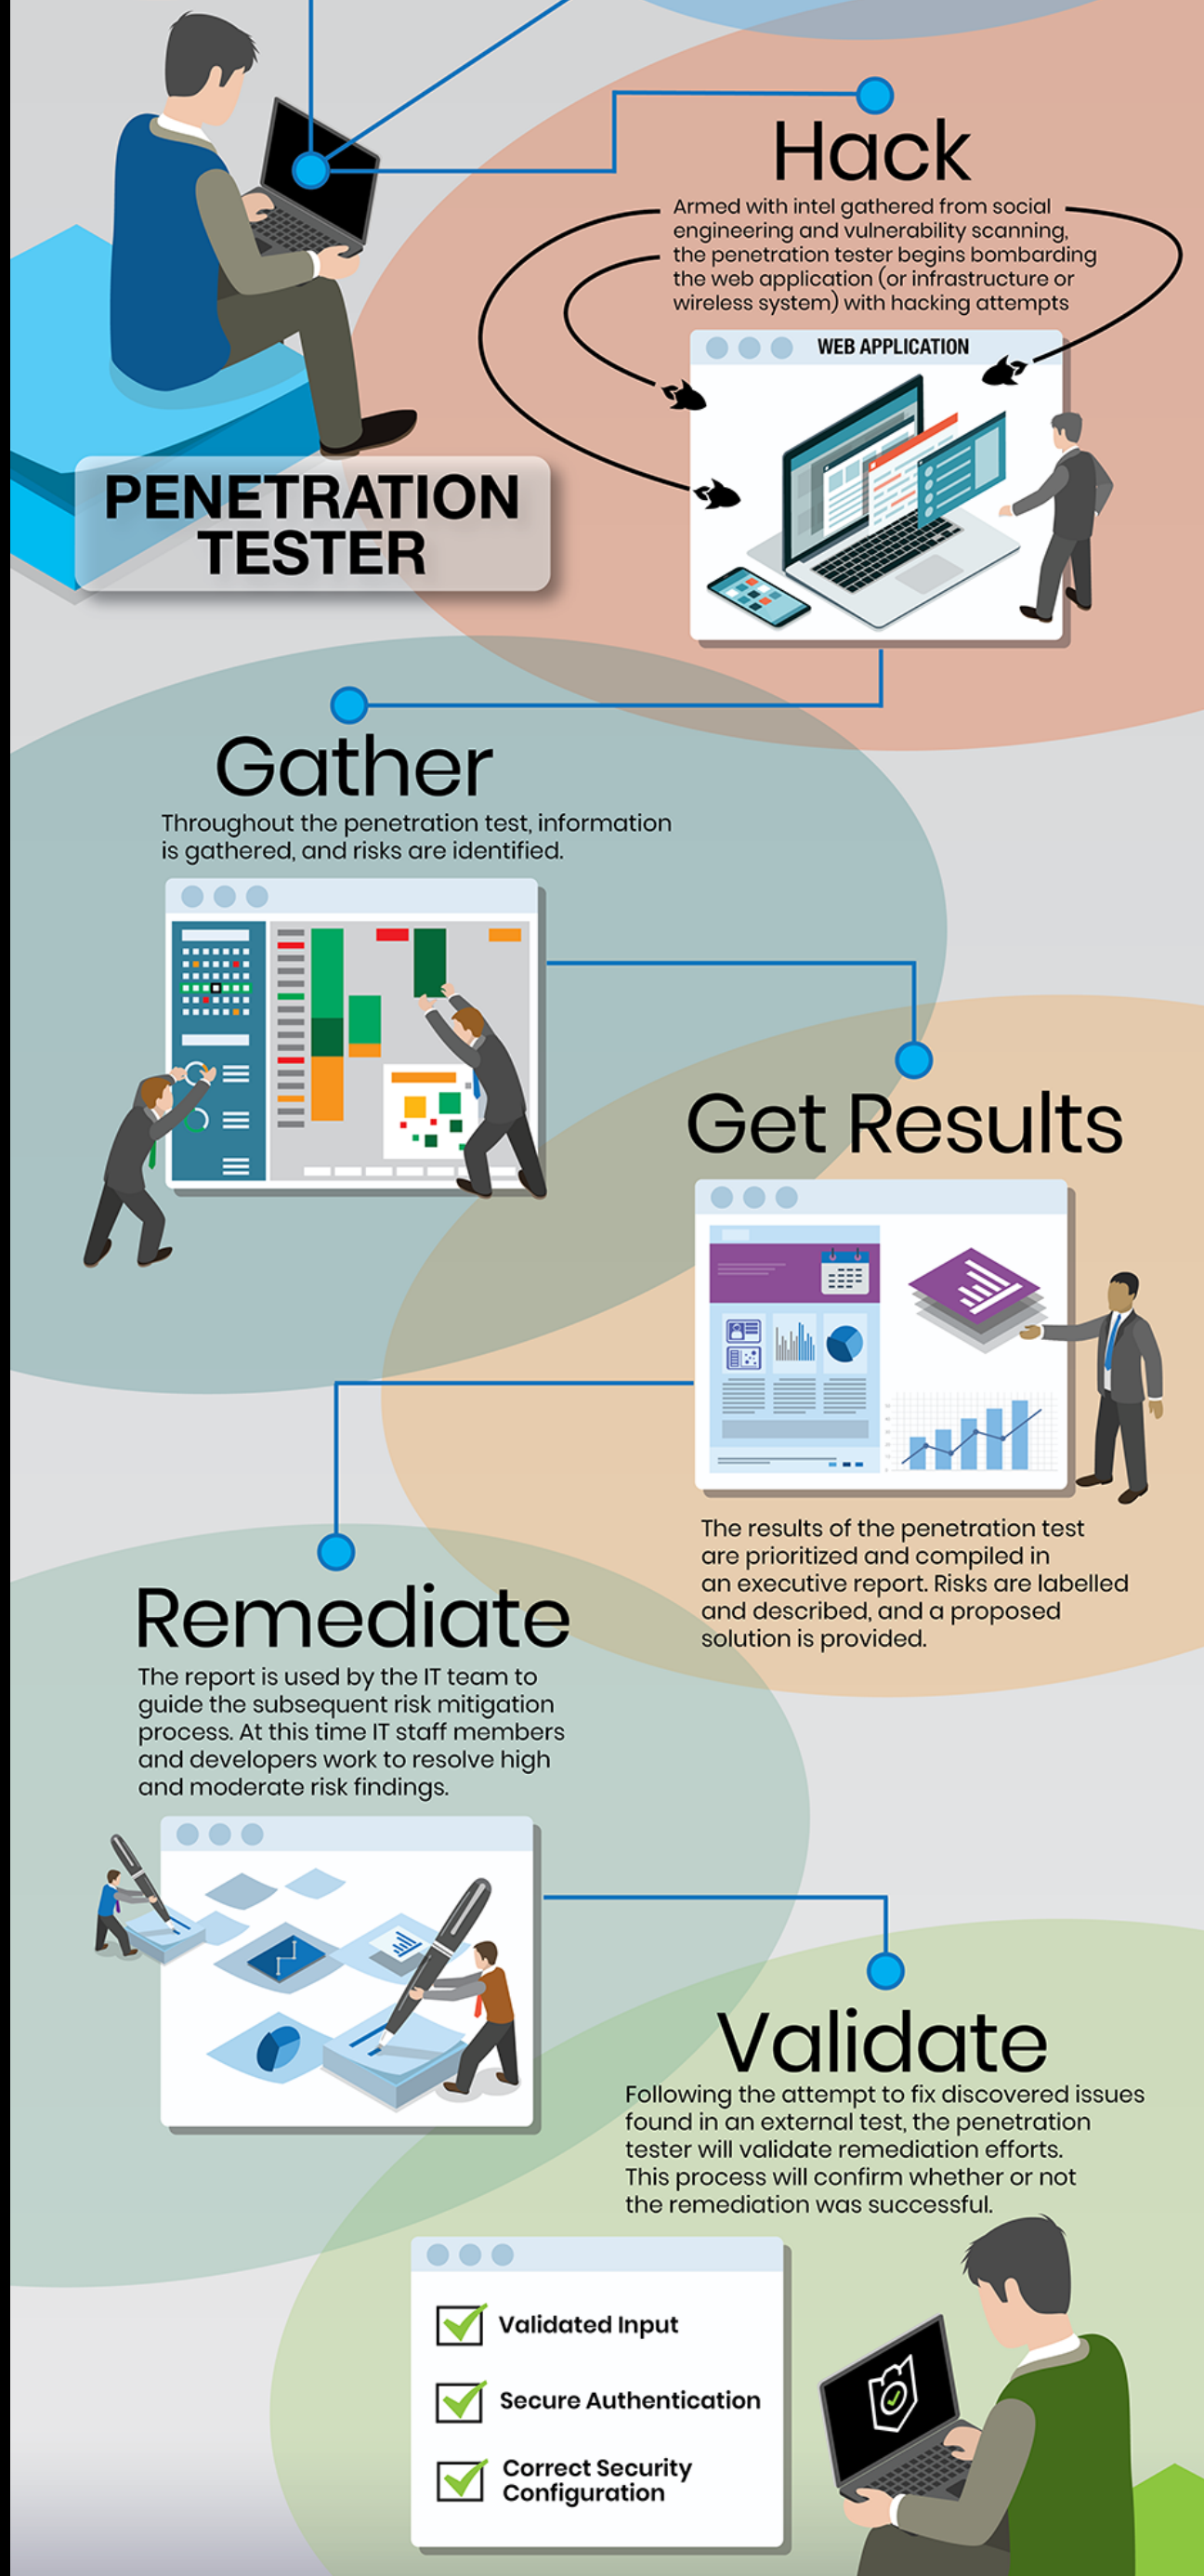 Hack
Armed with intel gathered from social
engineering and vulnerability scanning,
the penetration tester begins bombarding
the web application (or infrastructure or
wireless system) with hacking attempts
WEB APPLICATION
PENETRATION
TESTER
Gather
Throughout the penetration test, information
is gathered, and risks are identified.
Get Results
The results of the penetration test
are prioritized and compiled in
an executive report. Risks are labelled
and described, and a proposed
solution is provided.
Remediate
The report is used by the IT team to
guide the subsequent risk mitigation
process. At this time IT staff members
and developers work to resolve high
and moderate risk findings.
Validate
Following the attempt to fix discovered issues
found in an external test, the penetration
tester will validate remediation efforts.
This process will confirm whether or not
the remediation was successful.
Validated Input
Secure Authentication
Correct Security
Configuration